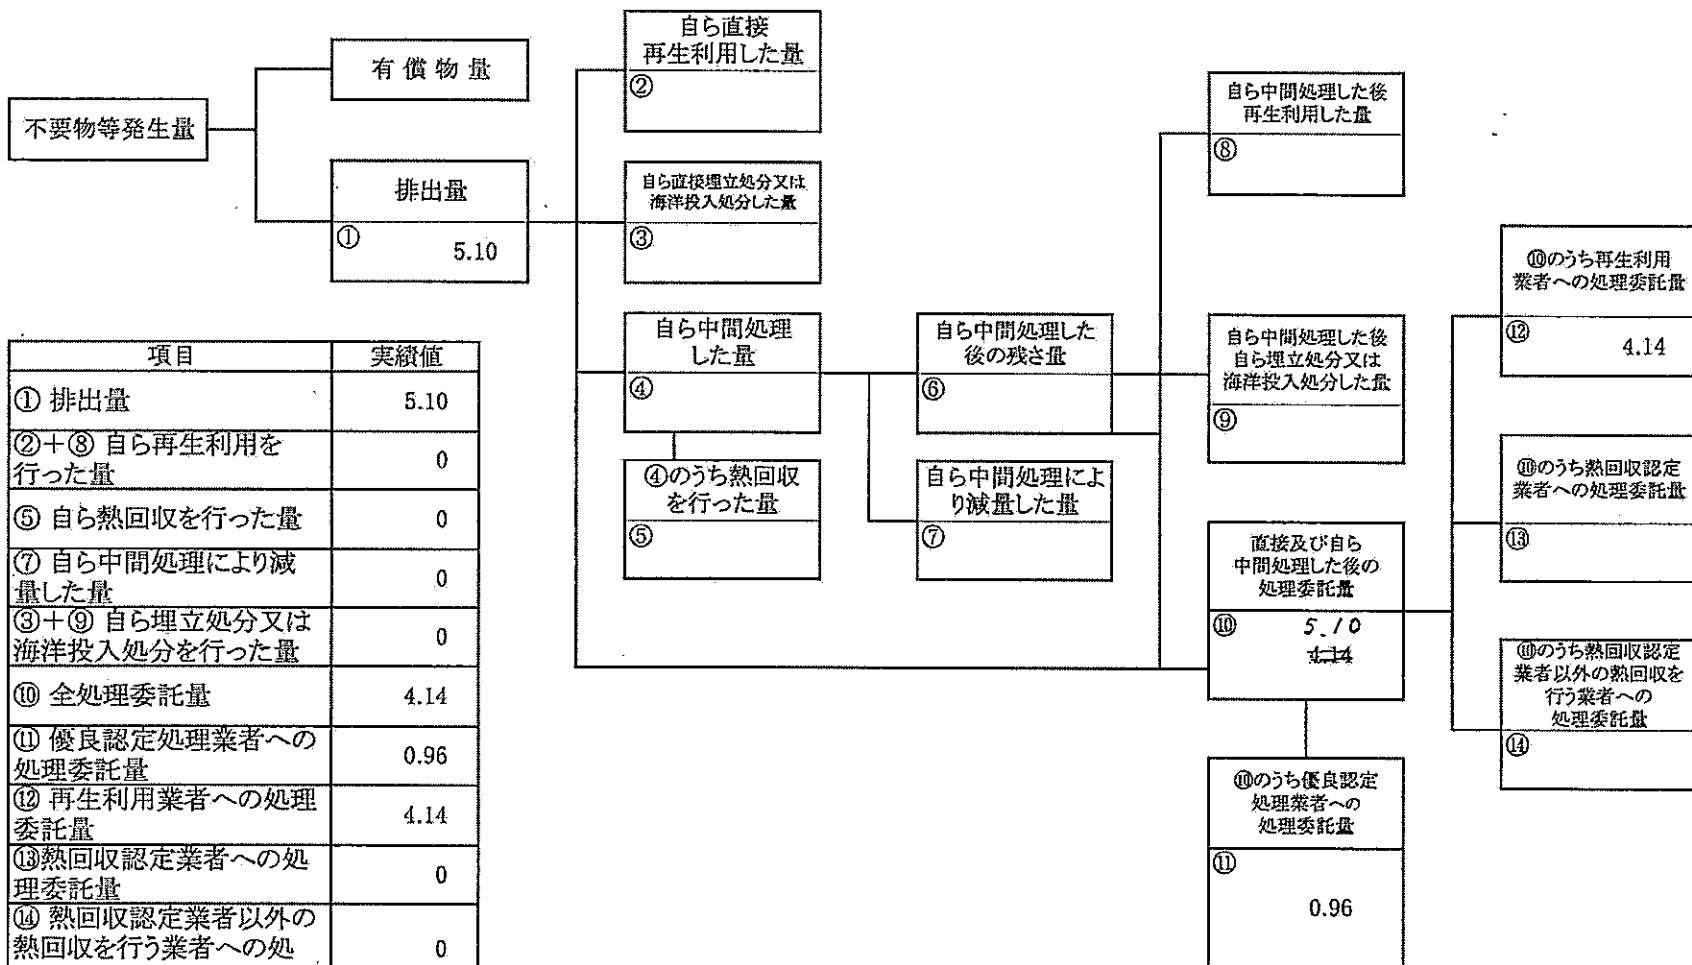 不要物等発生量
有償物量
排出量
①
5.10
自ら直接
再生利用した量
②
自ら直接埋立処分又は
海洋投入処分した量
③
自ら中間処理
した量
④
④のうち熱回収
を行った量
⑤
自ら中間処理した
後の残さ量
⑥
自ら中間処理によ
り減量した量
⑦
自ら中間処理した後
再生利用した量
⑧
自ら中間処理した後
自ら埋立処分又は
海洋投入処分した量
⑨
直接及び自ら
中間処理した後の
処理委託量
⑩
5.10
4.14
⑩のうち優良認定
処理業者への
処理委託量
⑪
0.96
⑩のうち再生利用
業者への処理委託量
⑫
4.14
⑩のうち熱回収認定
業者への処理委託量
⑬
⑩のうち熱回収認定
業者以外の熱回収を
行う業者への
処理委託量
⑭
項目 実績値
① 排出量 5.10
②+⑧ 自ら再生利用を
行った量 0
⑤ 自ら熱回収を行った量 0
⑦ 自ら中間処理により減
量した量 0
③+⑨ 自ら埋立処分又は
海洋投入処分を行った量 0
⑩ 全処理委託量 4.14
⑪ 優良認定処理業者への
処理委託量 0.96
⑫ 再生利用業者への処理
委託量 4.14
⑬熱回収認定業者への処
理委託量 0
⑭ 熱回収認定業者以外の
熱回収を行う業者への処 0